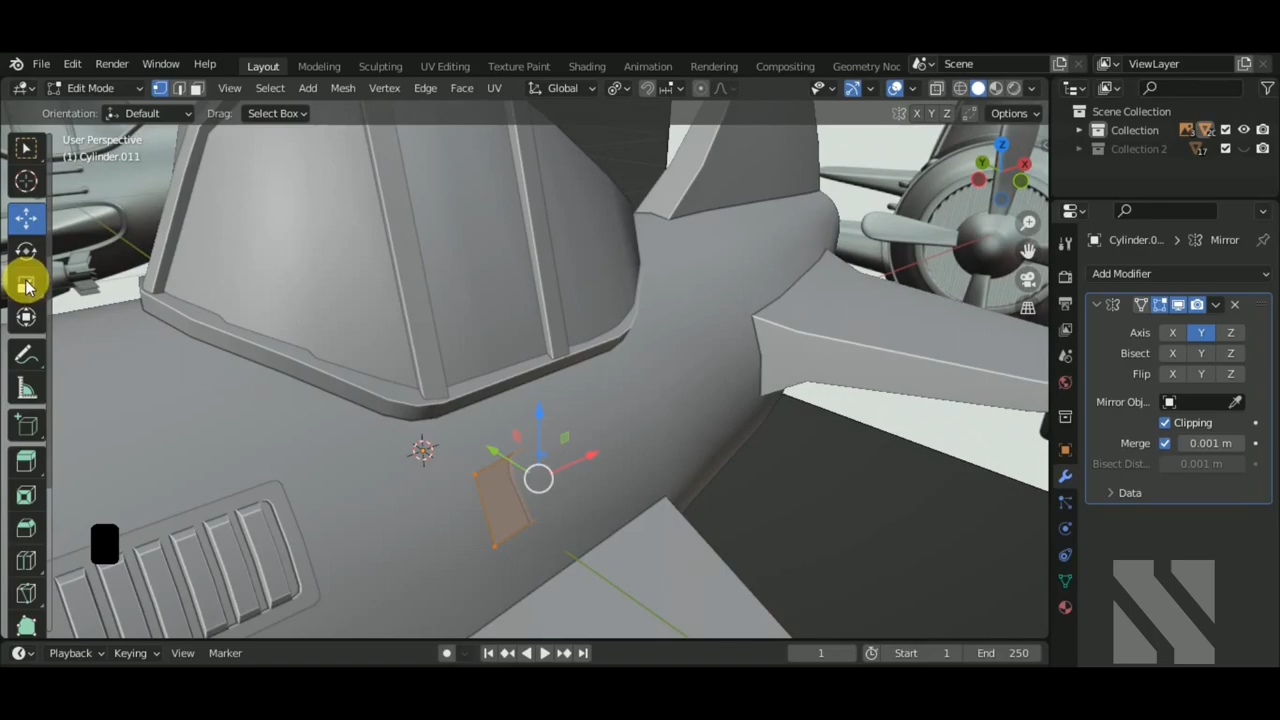 File Edit Render Window Help Layout Modeling Sculpting UV Editing Texture Paint Shading Animation Rendering Compositing Geometry Noc Scene ViewLayer
Edit Mode View Select Add Mesh Vertex Edge Face UV Global
Orientation: Default Drag: Select Box X Y Z Options
User Perspective
(1) Cylinder.011
Z
Y
X
Scene Collection
Collection 3
Collection 2 17
Cylinder.0... Mirror
Add Modifier
Axis X Y Z
Bisect X Y Z
Flip X Y Z
Mirror Obj...
Clipping
Merge 0.001 m
Bisect Dist... 0.001 m
Data
Playback Keying View Marker 1 Start 1 End 250